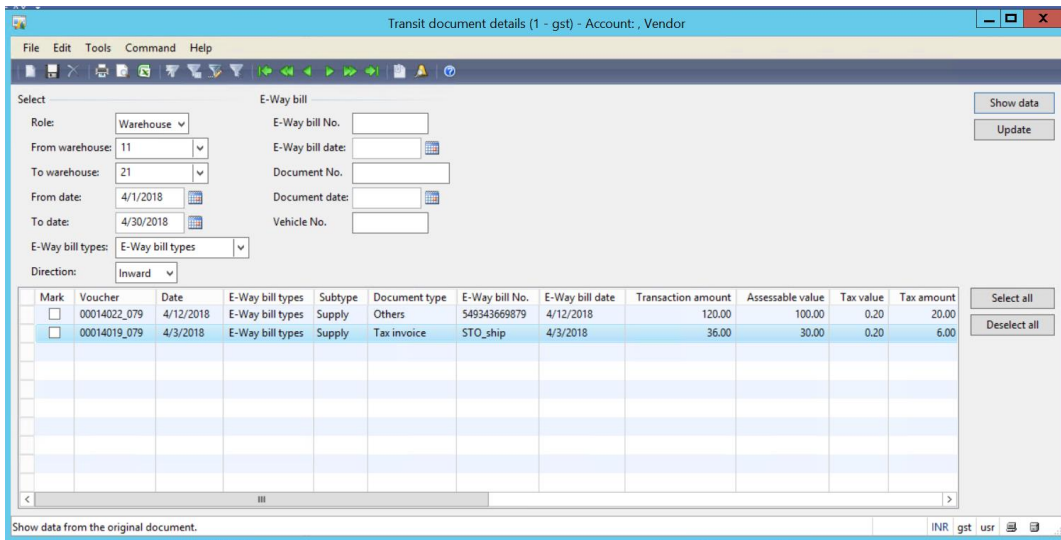 Transit document details (1 - gst) - Account: , Vendor
File Edit Tools Command Help
Select
E-Way bill
Show data
Role: Warehouse
E-Way bill No.
Update
From warehouse: 11
E-Way bill date:
To warehouse: 21
Document No.
From date: 4/1/2018
Document date:
To date: 4/30/2018
Vehicle No.
E-Way bill types: E-Way bill types
Direction: Inward
Mark Voucher Date E-Way bill types Subtype Document type E-Way bill No. E-Way bill date Transaction amount Assessable value Tax value Tax amount
Select all
00014022_079 4/12/2018 E-Way bill types Supply Others 549343669879 4/12/2018 120.00 100.00 0.20 20.00
00014019_079 4/3/2018 E-Way bill types Supply Tax invoice STO_ship 4/3/2018 36.00 30.00 0.20 6.00
Deselect all
Show data from the original document.
INR gst usr